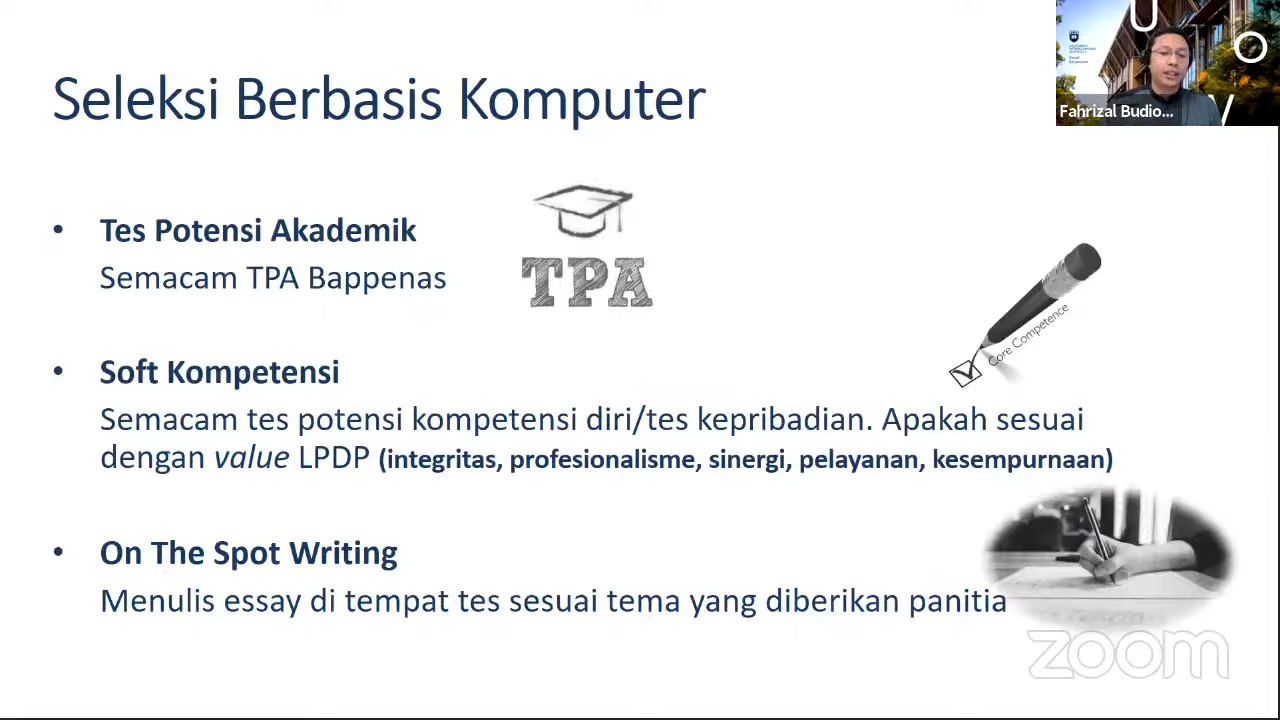 Seleksi Berbasis Komputer
Fahrizal Budio...
• Tes Potensi Akademik
Semacam TPA Bappenas
TPA
Core Competence
• Soft Kompetensi
Semacam tes potensi kompetensi diri/tes kepribadian. Apakah sesuai
dengan value LPDP (integritas, profesionalisme, sinergi, pelayanan, kesempurnaan)
• On The Spot Writing
Menulis essay di tempat tes sesuai tema yang diberikan panitia
zoom